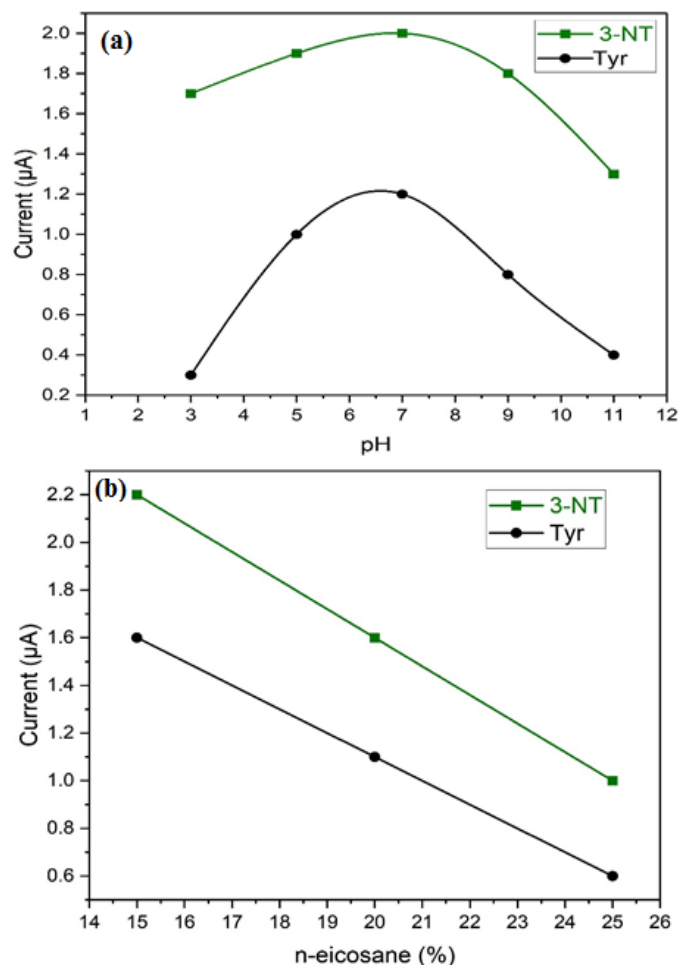 (a)
3-NT
Tyr
2.0
1.8
1.6
1.4
1.2
1.0
0.8
0.6
0.4
0.2
Current (µA)
1 2 3 4 5 6 7 8 9 10 11 12
pH
(b)
3-NT
Tyr
2.2
2.0
1.8
1.6
1.4
1.2
1.0
0.8
0.6
Current (µA)
14 15 16 17 18 19 20 21 22 23 24 25 26
n-eicosane (%)